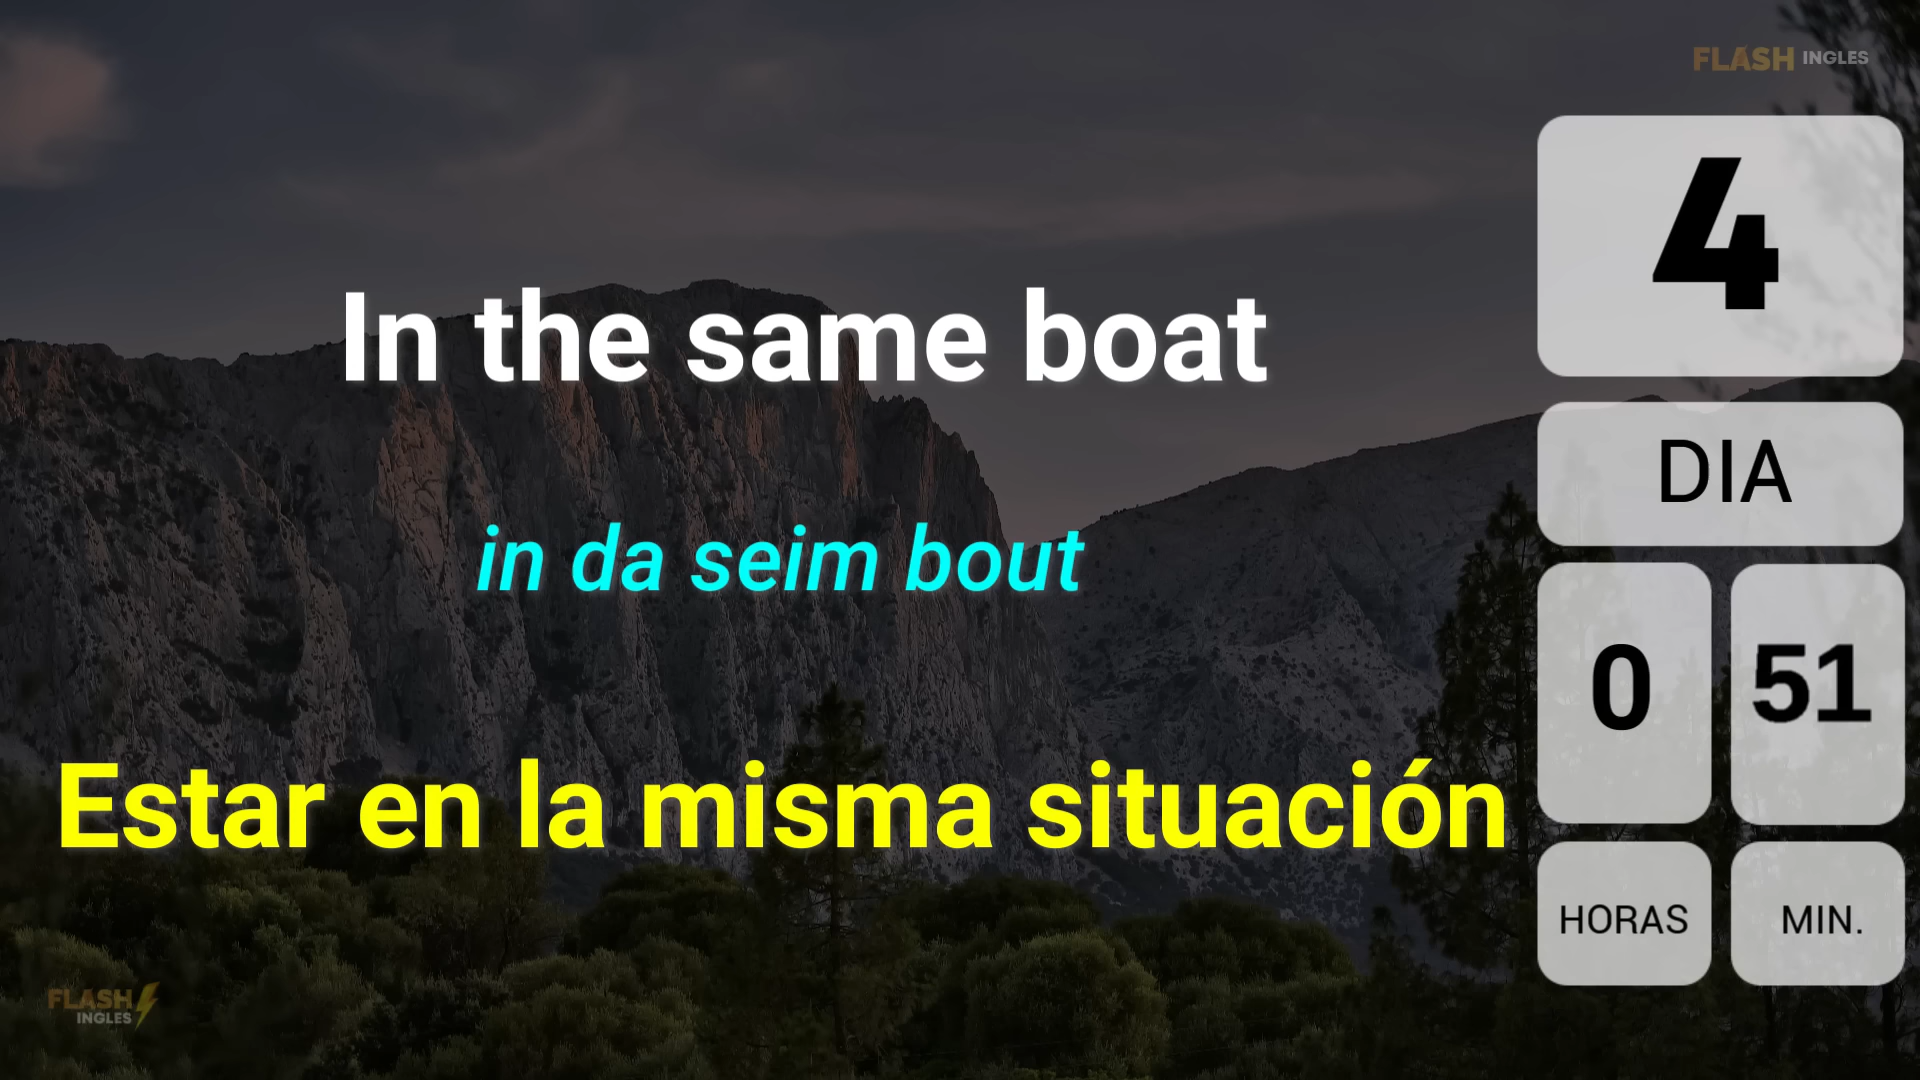 FLASH INGLES
4
DIA
In the same boat
in da seim bout
0 51
Estar en la misma situación
HORAS MIN.
FLASH
INGLES